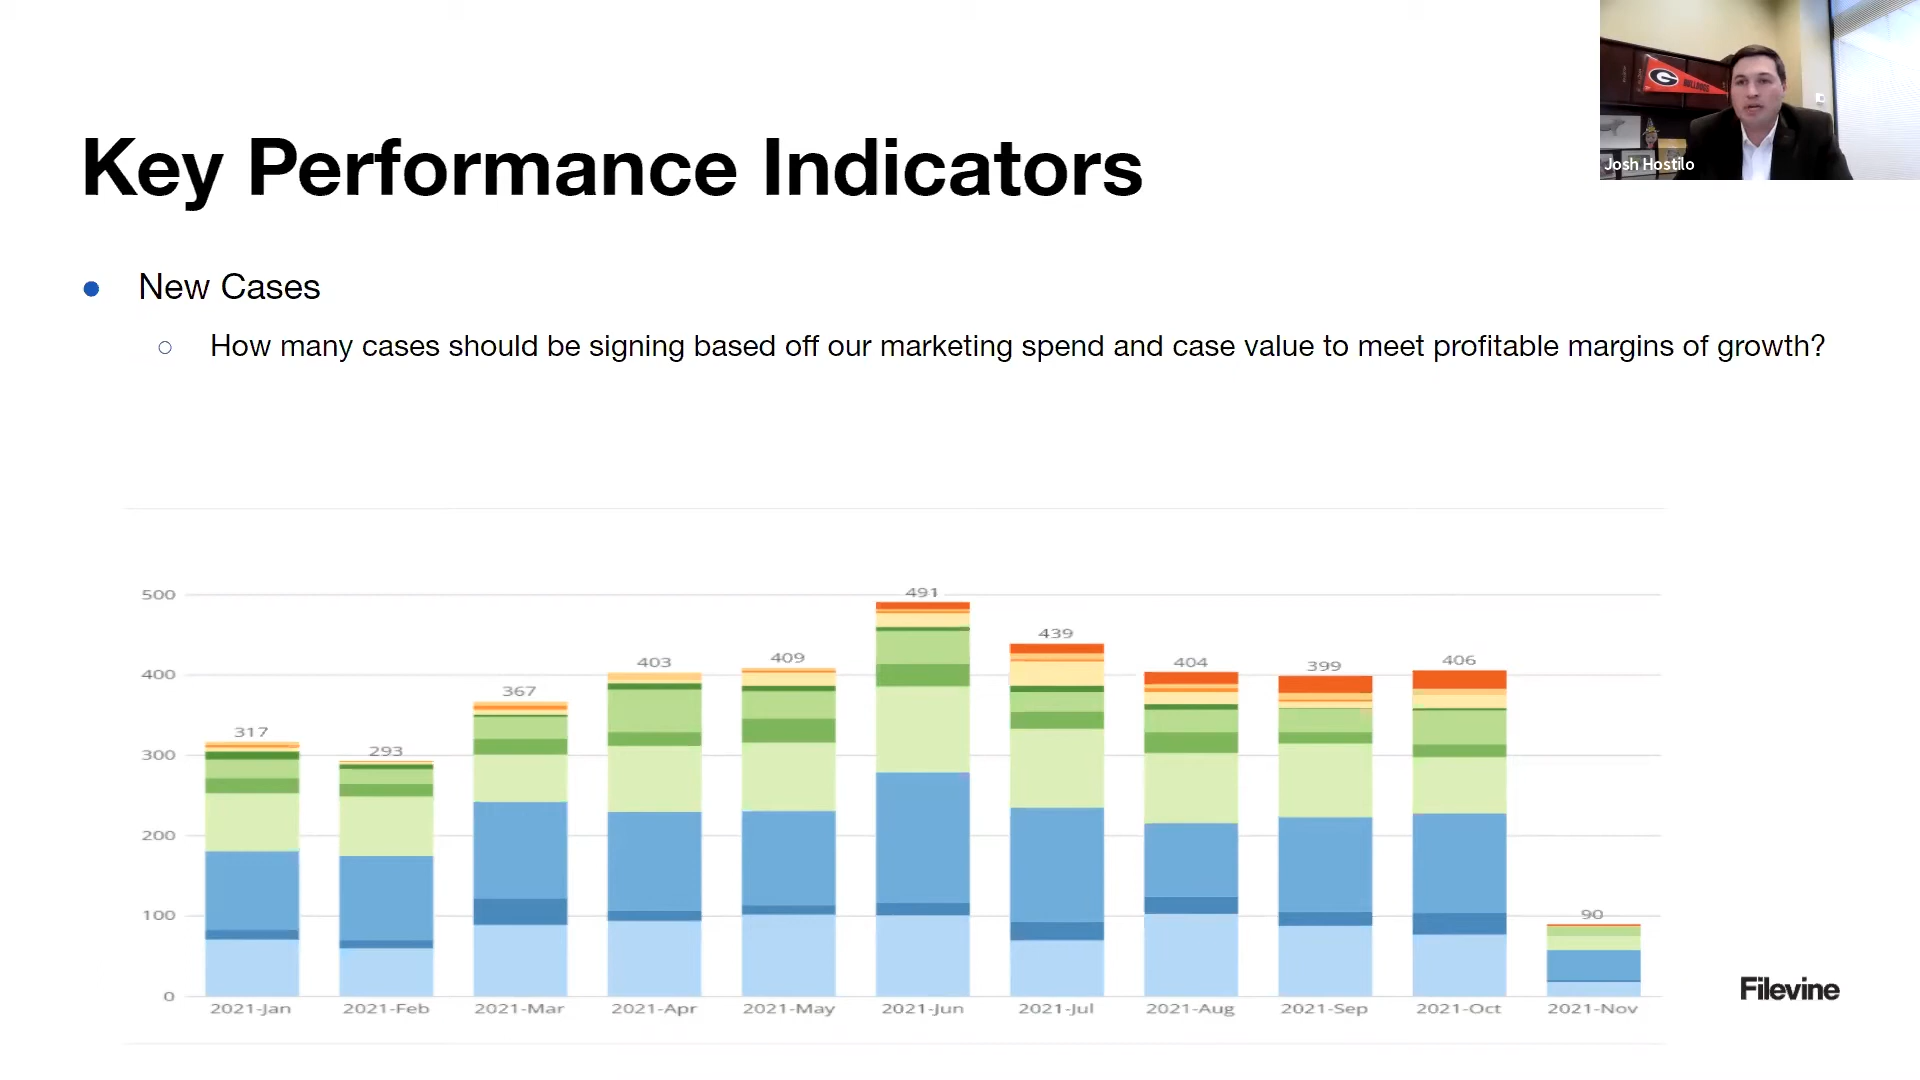 Key Performance Indicators
G BULLDOGS
Josh Hostilo
New Cases
How many cases should be signing based off our marketing spend and case value to meet profitable margins of growth?
500
400
300
200
100
0
317
293
367
403
409
491
439
404
399
406
90
2021-Jan
2021-Feb
2021-Mar
2021-Apr
2021-May
2021-Jun
2021-Jul
2021-Aug
2021-Sep
2021-Oct
2021-Nov
Filevine